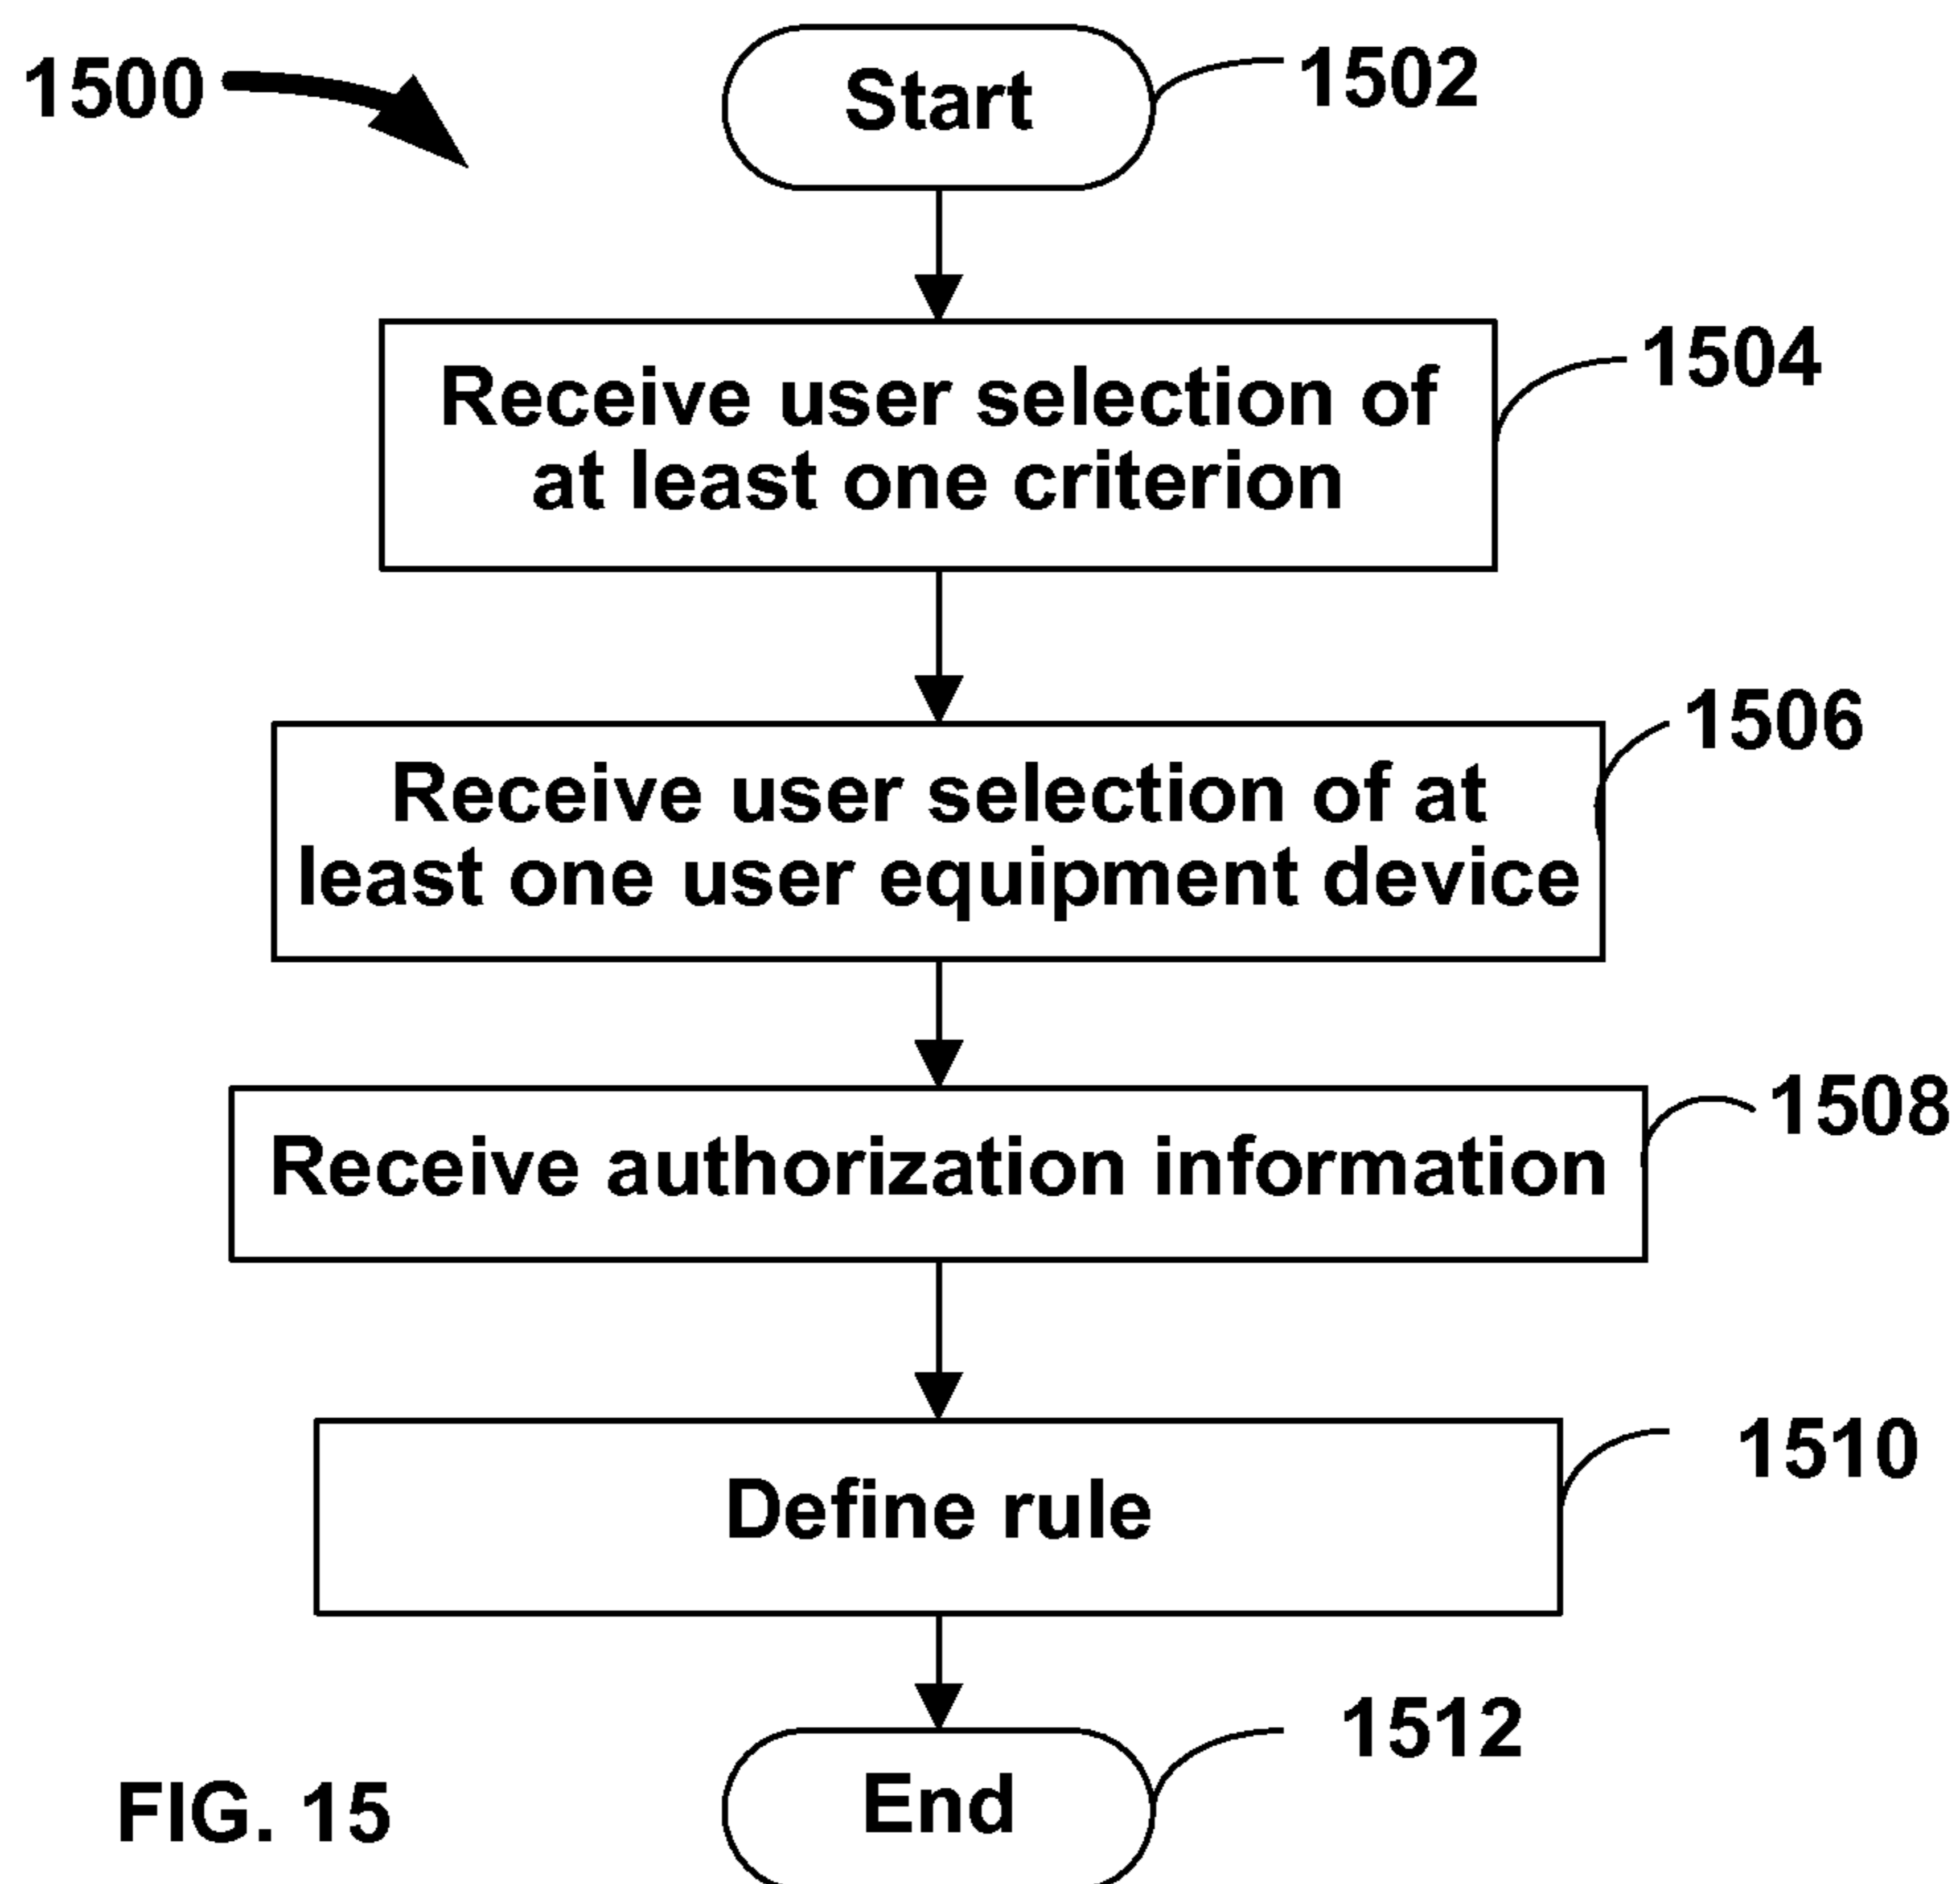 1500
Start
1502
Receive user selection of
at least one criterion
1504
Receive user selection of at
least one user equipment device
1506
Receive authorization information
1508
Define rule
1510
End
1512
FIG. 15